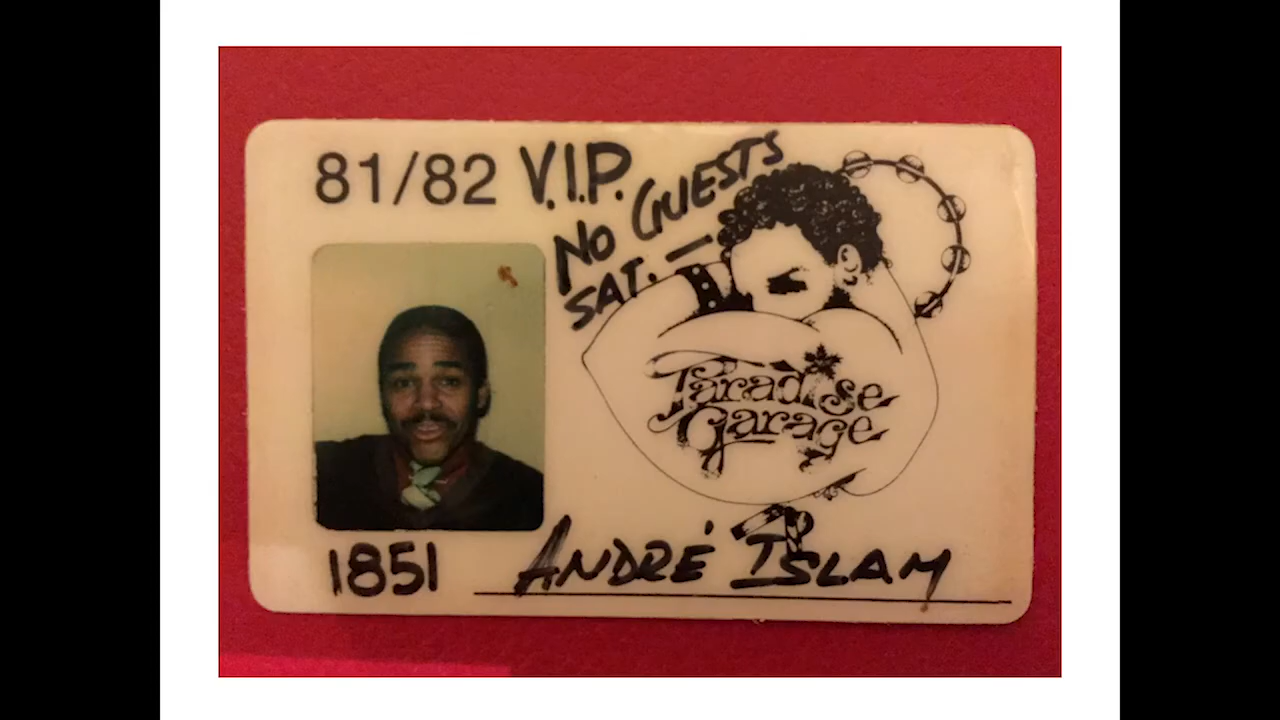 81/82 V.I.P.
No GUESTS
SAT. —
Paradise
Garage
1851 ANDRÉ ISLAM